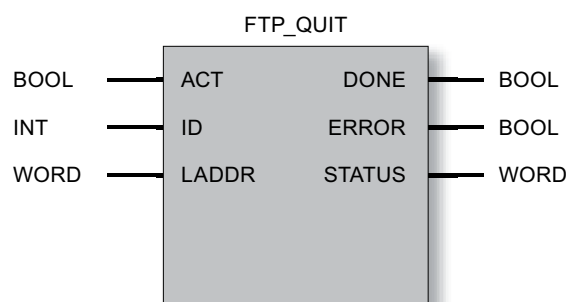 FTP_QUIT
BOOL ACT DONE BOOL
INT ID ERROR BOOL
WORD LADDR STATUS WORD